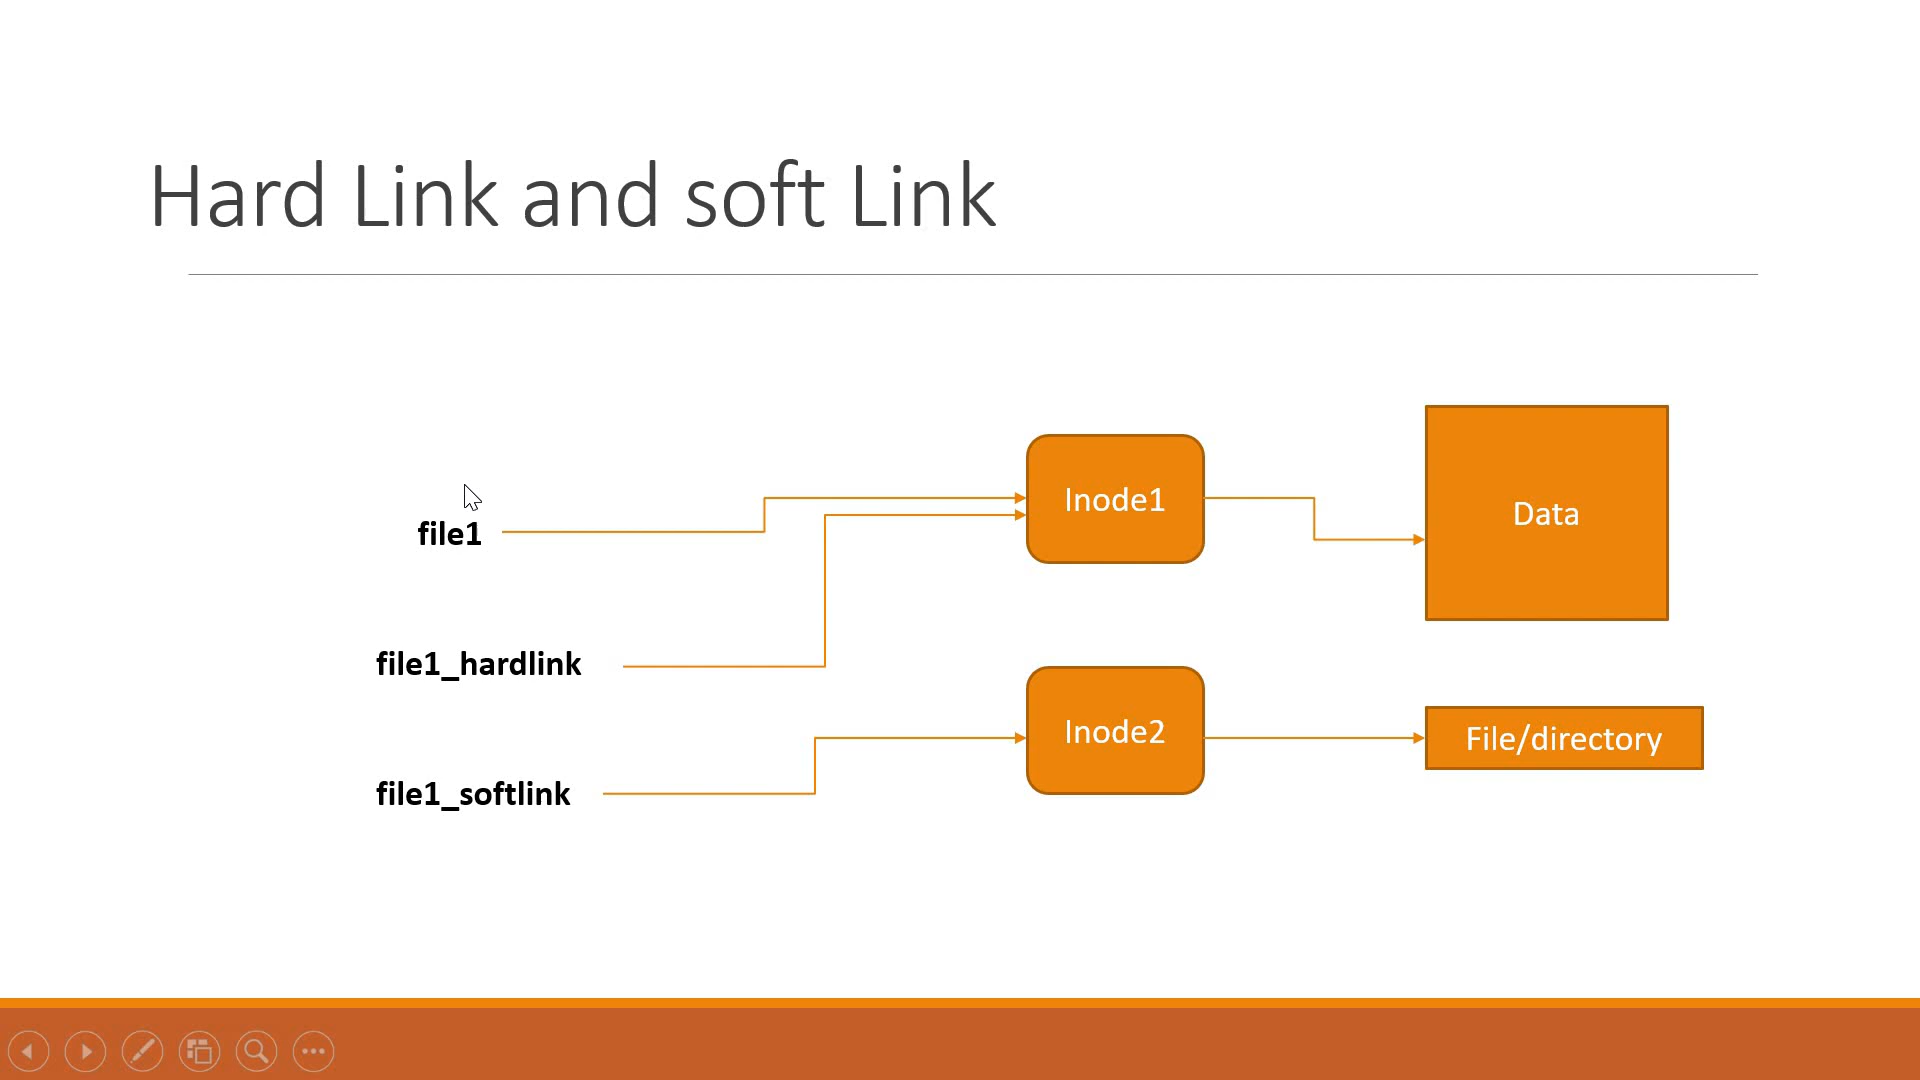 Hard Link and soft Link
file1
Inode1
Data
file1_hardlink
Inode2
File/directory
file1_softlink